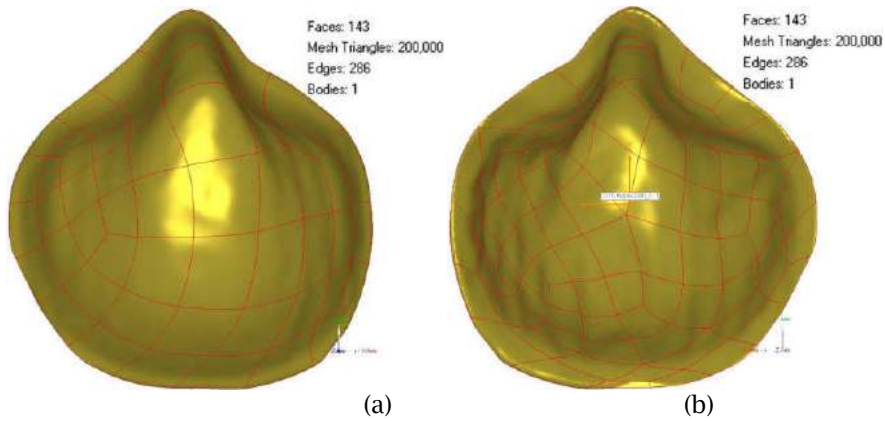 Faces: 143
Mesh Triangles: 200,000
Edges: 286
Bodies: 1
Faces: 143
Mesh Triangles: 200,000
Edges: 286
Bodies: 1
(a)
(b)